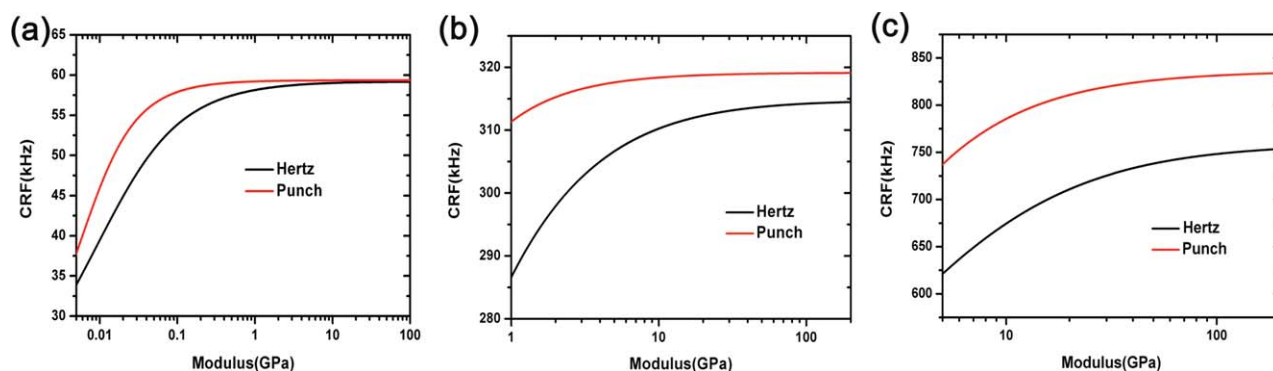 (a)
65
60
55
50
45
40
35
30
CRF(kHz)
Hertz
Punch
0.01 0.1 1 10 100
Modulus(GPa)
(b)
320
310
300
290
280
CRF(kHz)
Hertz
Punch
1 10 100
Modulus(GPa)
(c)
850
800
750
700
650
600
CRF(kHz)
Hertz
Punch
10 100
Modulus(GPa)